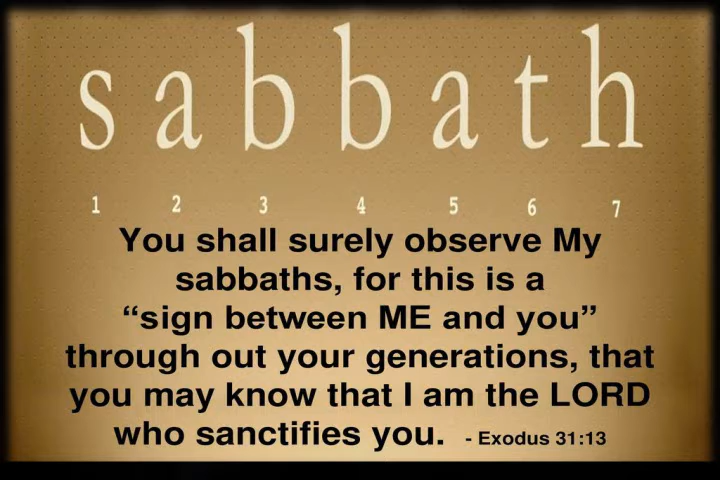 sabbath
1 2 3 4 5 6 7
You shall surely observe My
sabbaths, for this is a
“sign between ME and you”
through out your generations, that
you may know that I am the LORD
who sanctifies you. - Exodus 31:13